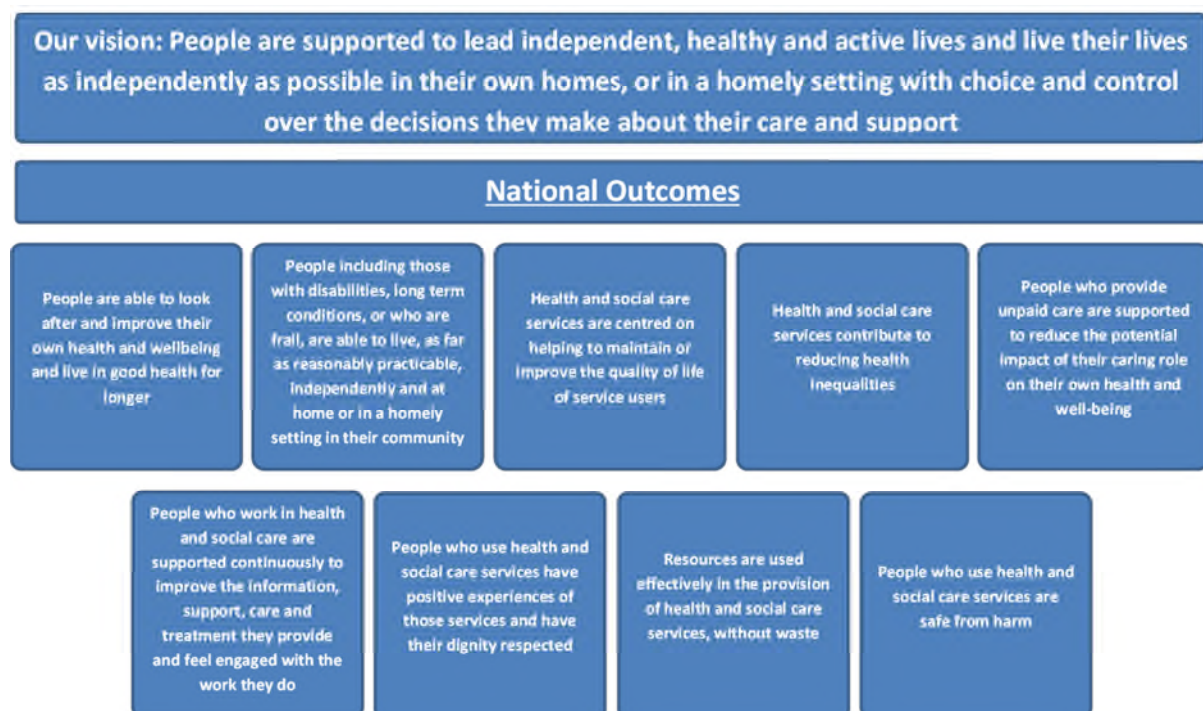 Our vision: People are supported to lead independent, healthy and active lives and live their lives
as independently as possible in their own homes, or in a homely setting with choice and control
over the decisions they make about their care and support
National Outcomes
People are able to look
after and improve their
own health and wellbeing
and live in good health for
longer
People including those
with disabilities, long term
conditions, or who are
frail, are able to live, as far
as reasonably practicable,
independently and at
home or in a homely
setting in their community
Health and social care
services are centred on
helping to maintain or
improve the quality of life
of service users
Health and social care
services contribute to
reducing health
inequalities
People who provide
unpaid care are supported
to reduce the potential
impact of their caring role
on their own health and
well-being
People who work in health
and social care are
supported continuously to
improve the information,
support, care and
treatment they provide
and feel engaged with the
work they do
People who use health and
social care services have
positive experiences of
those services and have
their dignity respected
Resources are used
effectively in the provision
of health and social care
services, without waste
People who use health and
social care services are
safe from harm